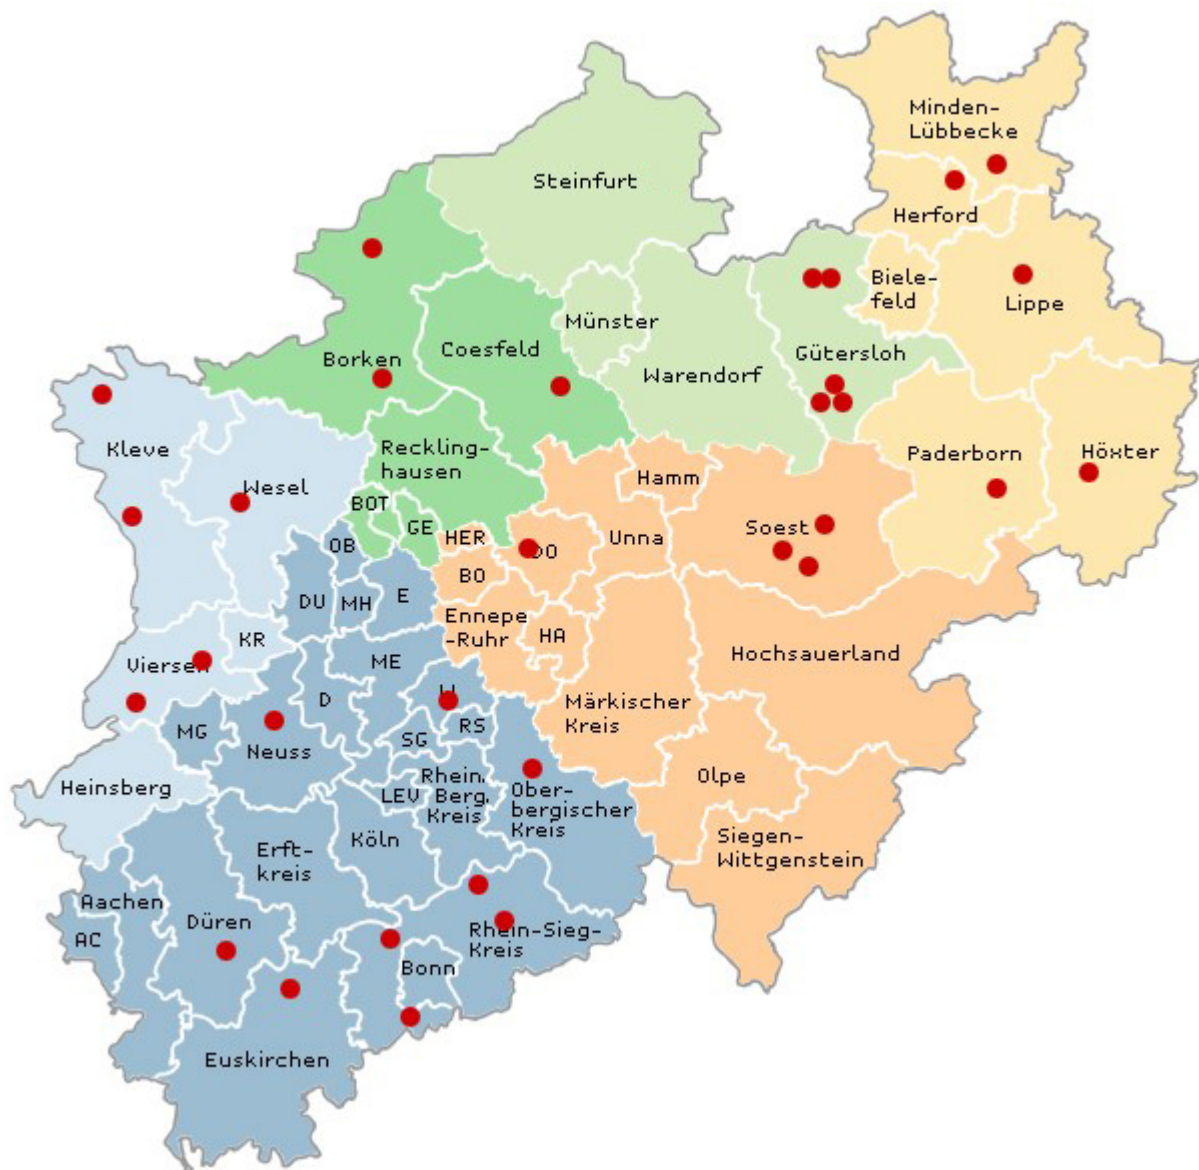 Minden-
Lübbecke
Steinfurt
Herford
Biele-
feld
Lippe
Münster
Coesfeld
Borken
Gütersloh
Warendorf
Kleve
Reckling-
hausen
Wesel
Hamm
Paderborn
Höxter
BOT
GE
HER
OB
DO
Unna
Soest
BO
DU
MH
E
Ennepe
-Ruhr
HA
KR
Viersen
ME
Hochsauerland
D
Märkischer
Kreis
MG
Neuss
SG
RS
Heinsberg
LEV
Rhein.
Berg.
Kreis
Ober-
bergischer
Kreis
Olpe
Köln
Erft-
kreis
Siegen-
Wittgenstein
Aachen
AC
Düren
Rhein-Sieg-
Kreis
Bonn
Euskirchen